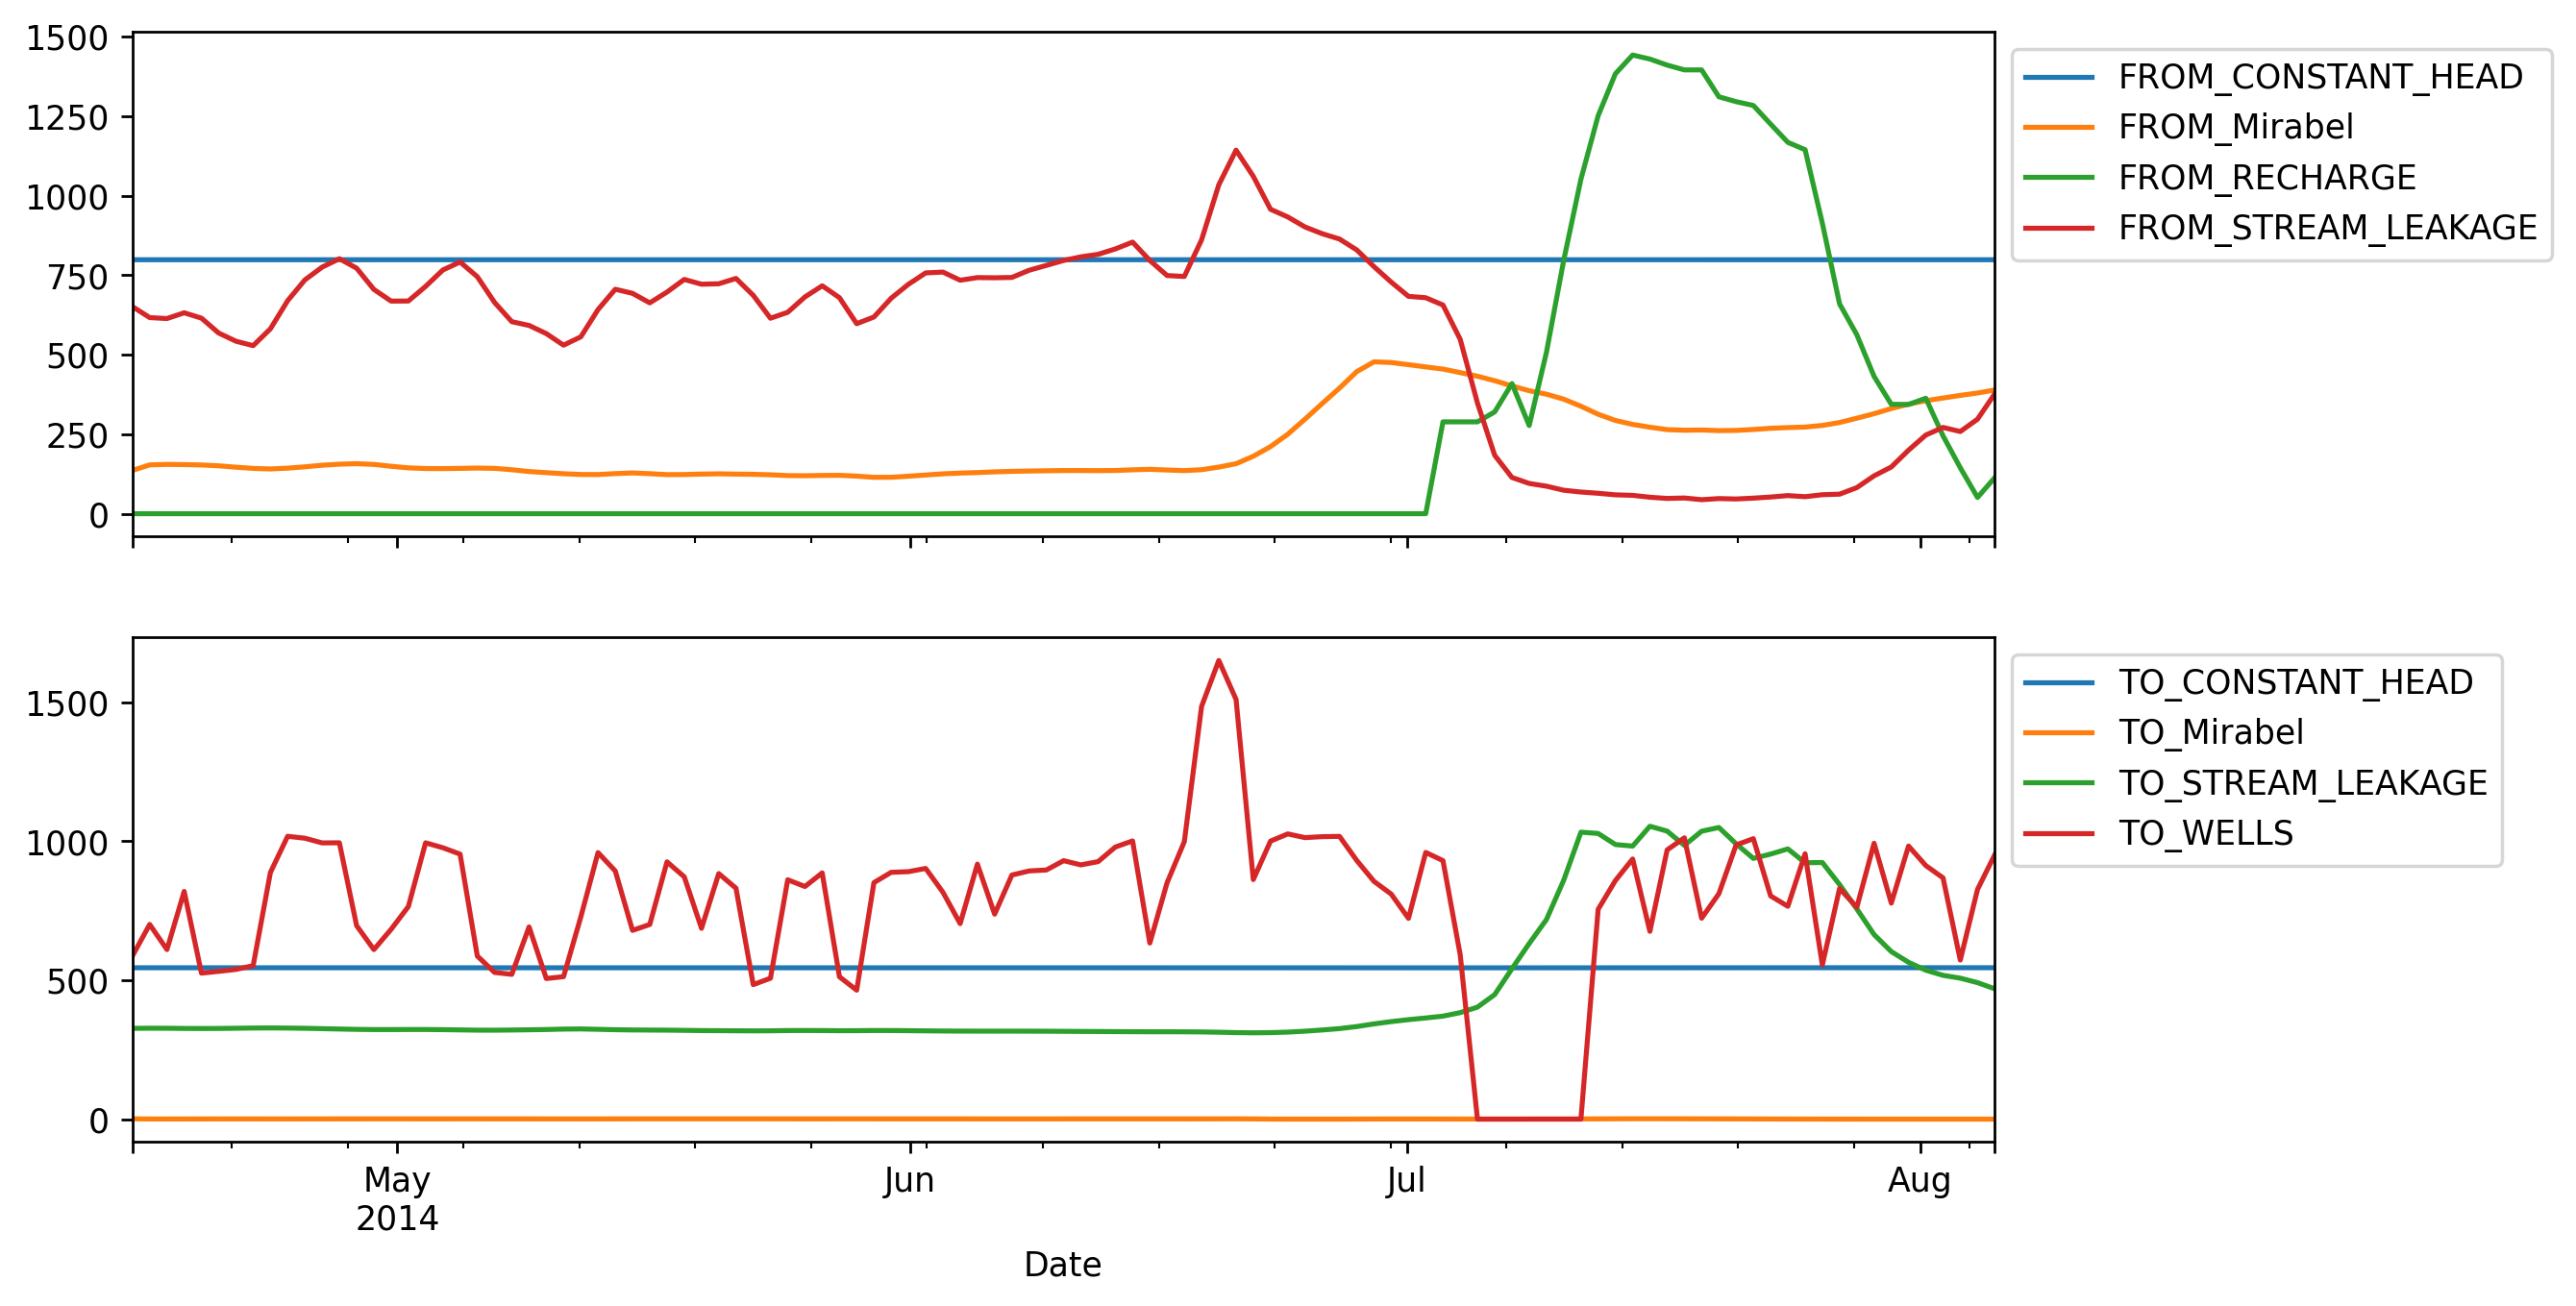 1500
1250
1000
750
500
250
0
FROM_CONSTANT_HEAD
FROM_Mirabel
FROM_RECHARGE
FROM_STREAM_LEAKAGE
1500
1000
500
0
TO_CONSTANT_HEAD
TO_Mirabel
TO_STREAM_LEAKAGE
TO_WELLS
May Jun Jul Aug
2014
Date